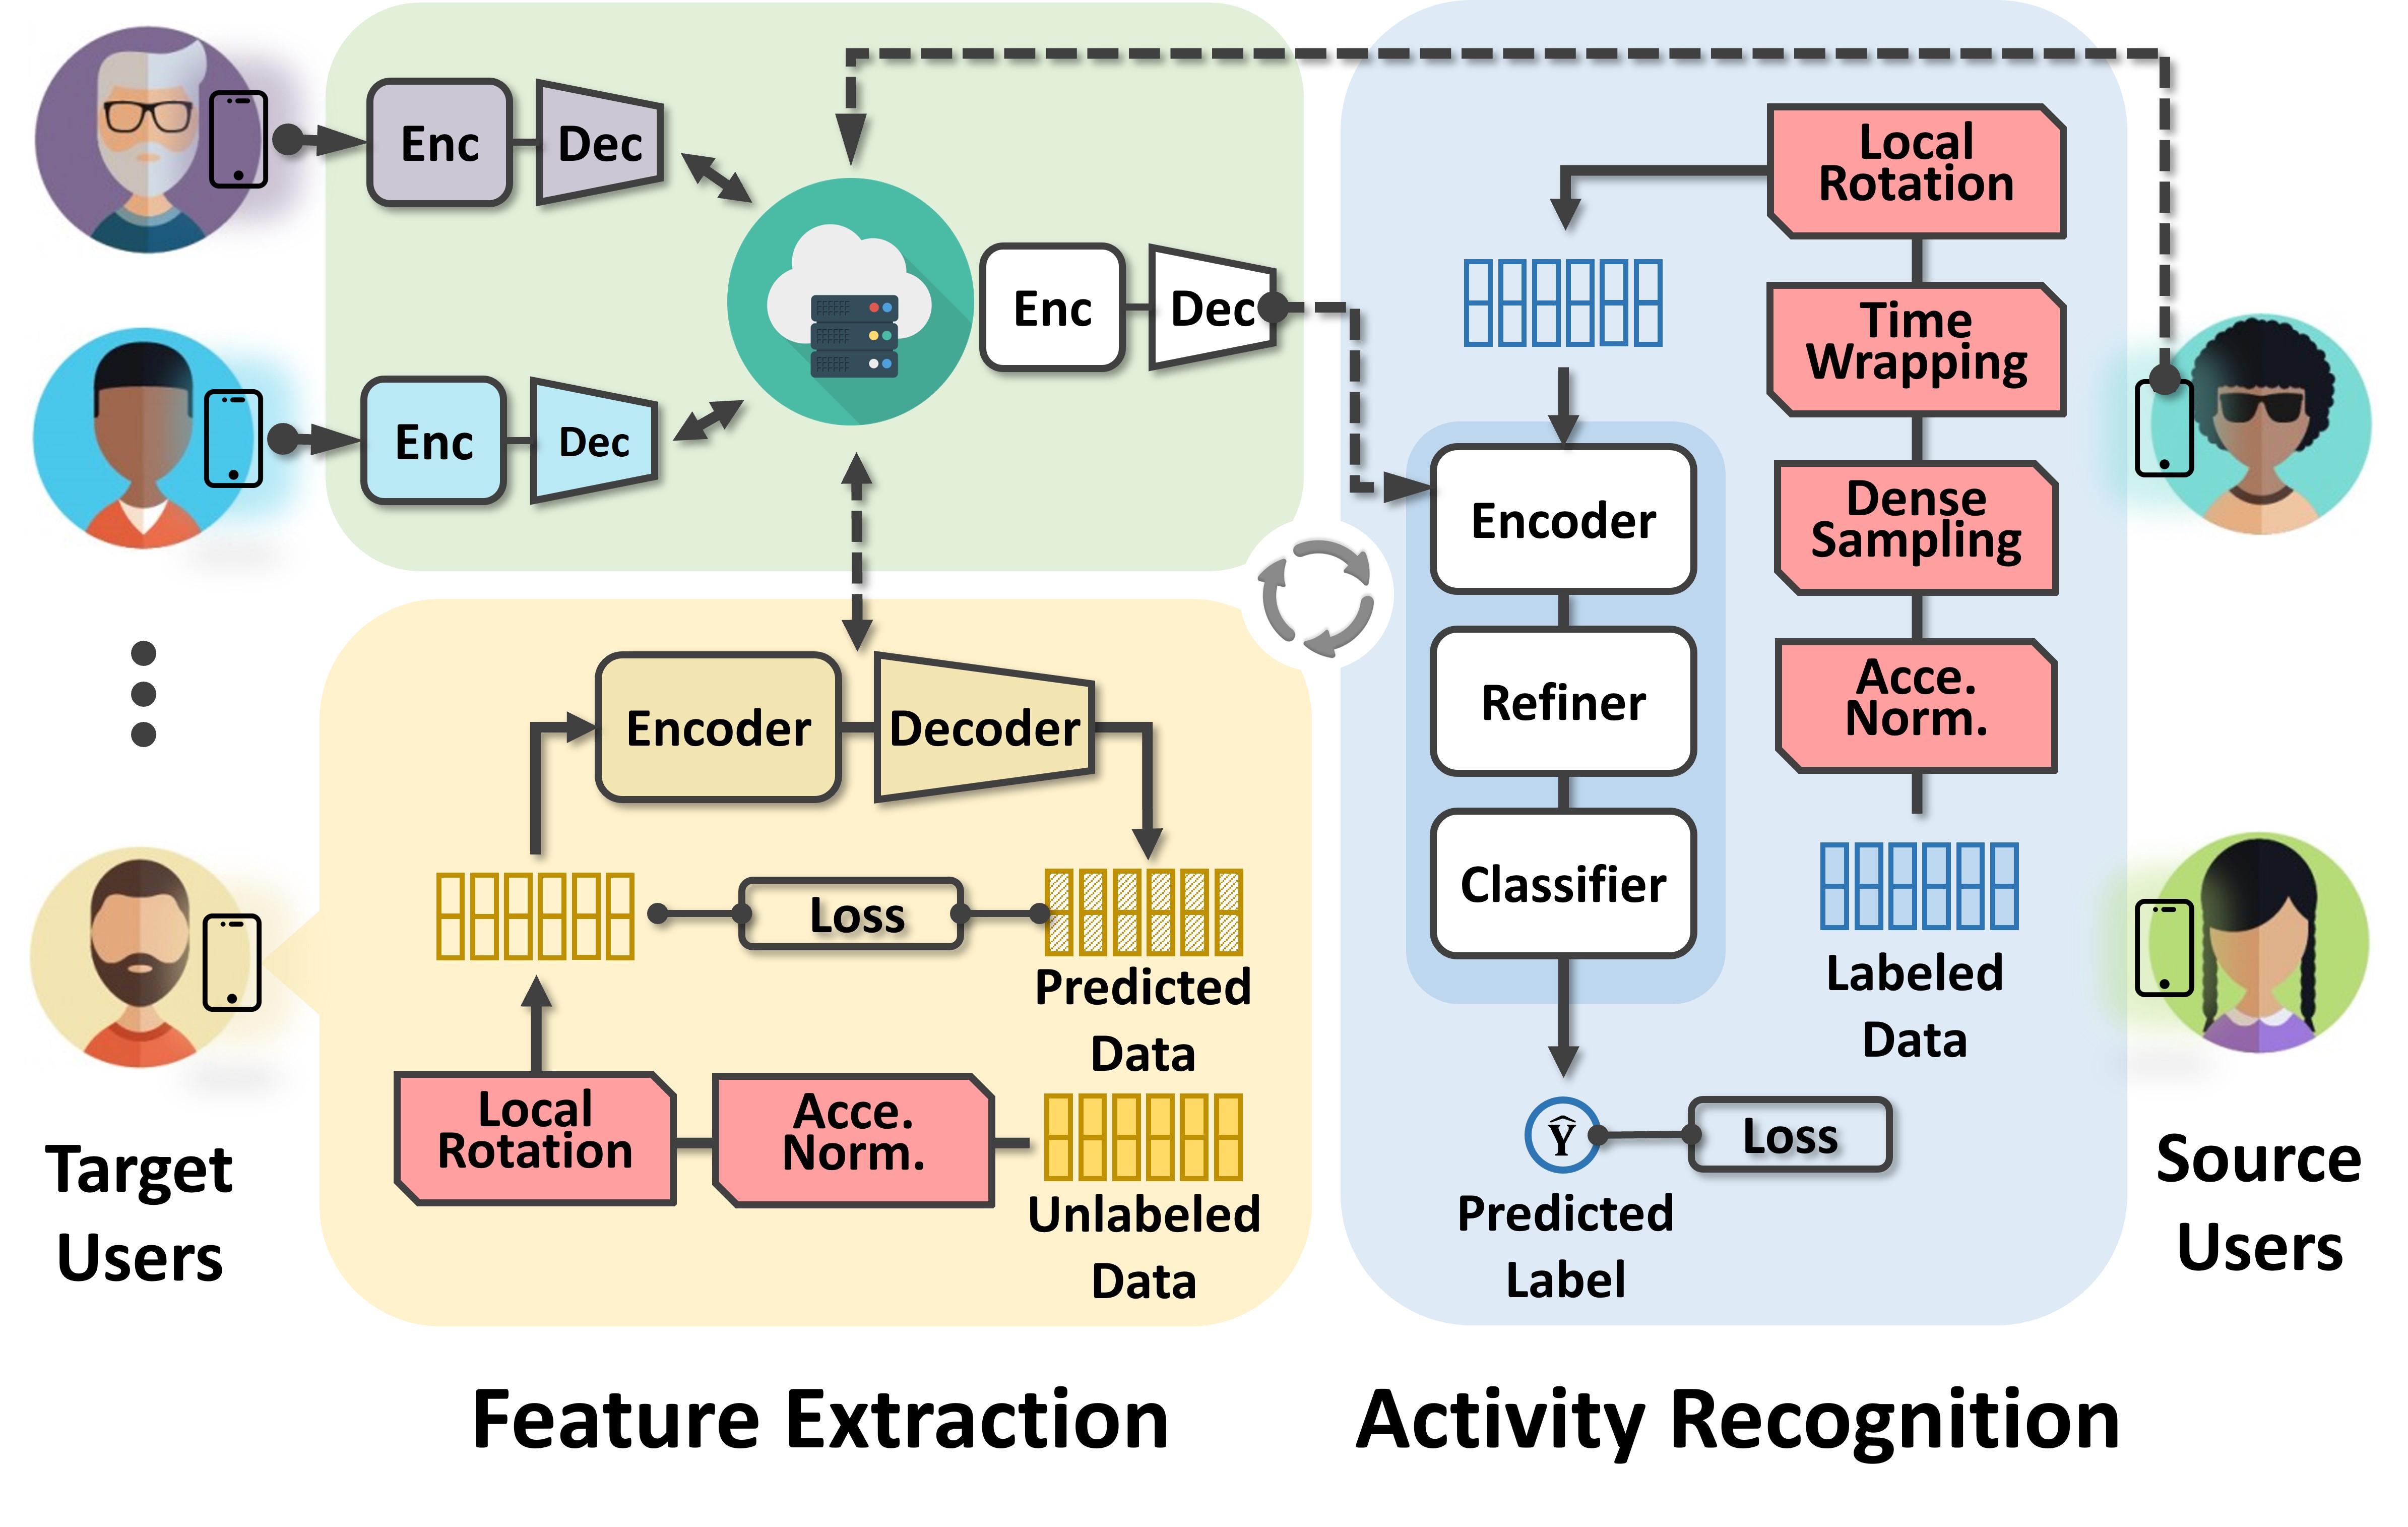 Enc
Dec
Enc
Dec
Enc
Dec
Encoder
Decoder
Loss
Predicted
Data
Local
Rotation
Acce.
Norm.
Unlabeled
Data
Target
Users
Feature Extraction
Local
Rotation
Time
Wrapping
Dense
Sampling
Acce.
Norm.
Labeled
Data
Encoder
Refiner
Classifier
Ŷ
Loss
Predicted
Label
Source
Users
Activity Recognition